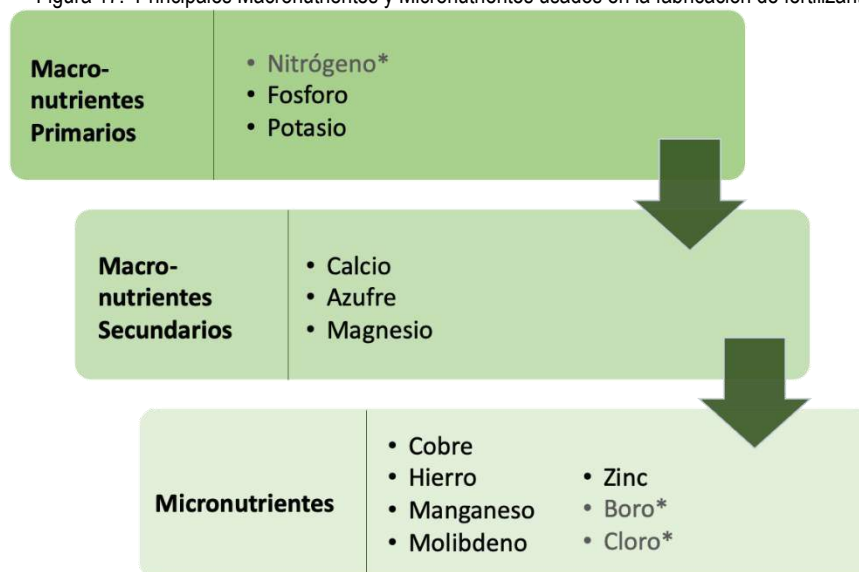 Figura 17. Principales Macronutrientes y Micronutrientes usados en la fabricación de fertilizan
Macro-
nutrientes
Primarios
• Nitrógeno*
• Fosforo
• Potasio
Macro-
nutrientes
Secundarios
• Calcio
• Azufre
• Magnesio
Micronutrientes
• Cobre
• Hierro
• Manganeso
• Molibdeno
• Zinc
• Boro*
• Cloro*